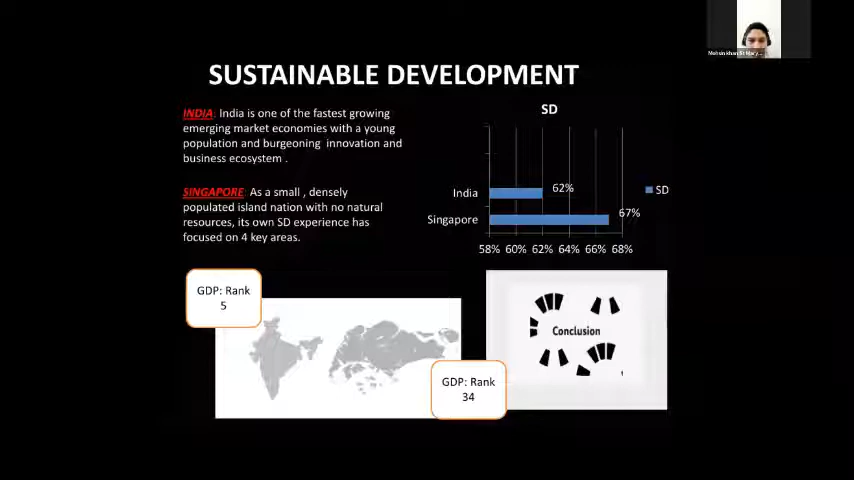 SUSTAINABLE DEVELOPMENT
INDIA: India is one of the fastest growing
emerging market economies with a young
population and burgeoning innovation and
business ecosystem .
SINGAPORE: As a small , densely
populated island nation with no natural
resources, its own SD experience has
focused on 4 key areas.
SD
India
62%
Singapore
67%
SD
58% 60% 62% 64% 66% 68%
GDP: Rank
5
GDP: Rank
34
Conclusion